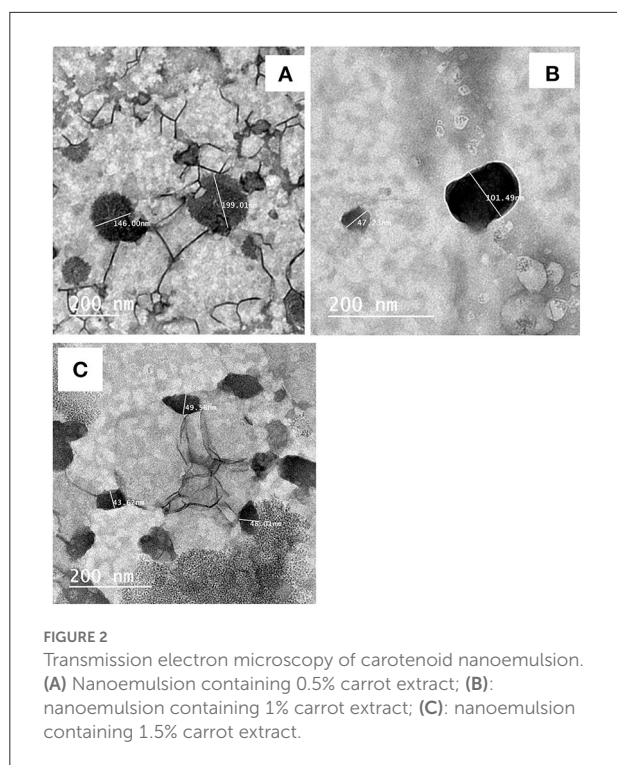 A
146.00nm
199.01nm
200 nm
B
47.23nm
101.49nm
200 nm
C
49.58nm
43.62nm
48.01nm
200 nm
FIGURE 2
Transmission electron microscopy of carotenoid nanoemulsion.
(A) Nanoemulsion containing 0.5% carrot extract; (B):
nanoemulsion containing 1% carrot extract; (C): nanoemulsion
containing 1.5% carrot extract.